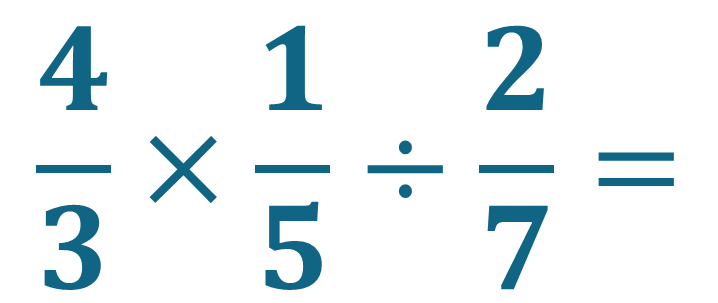 4/3 × 1/5 ÷ 2/7 =